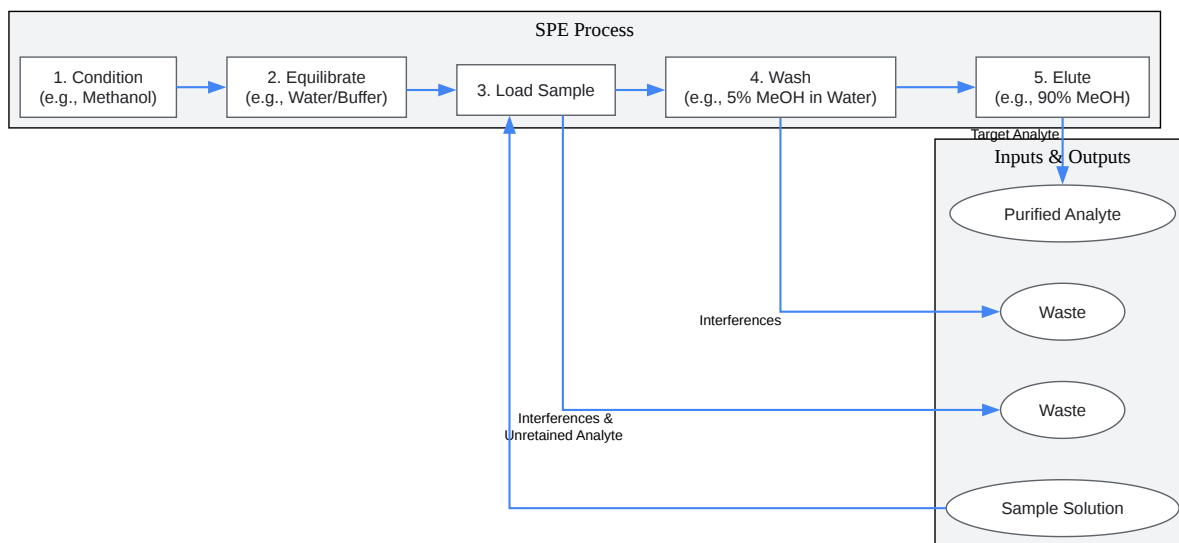 SPE Process
1. Condition
(e.g., Methanol)
2. Equilibrate
(e.g., Water/Buffer)
3. Load Sample
4. Wash
(e.g., 5% MeOH in Water)
5. Elute
(e.g., 90% MeOH)
Target Analyte
Inputs & Outputs
Purified Analyte
Interferences
Waste
Waste
Interferences &
Unretained Analyte
Sample Solution